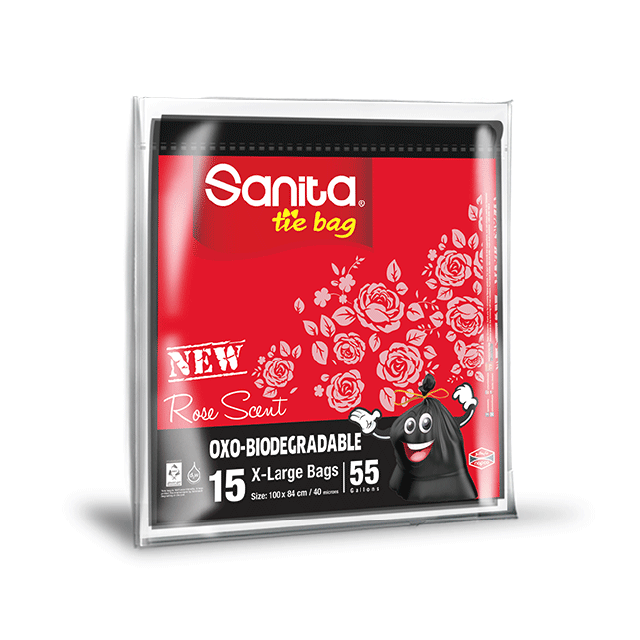 Sanita®
tie bag
NEW
Rose Scent
OXO-BIODEGRADABLE
15 X-Large Bags 55
Size: 100 x 84 cm / 40 microns Gallons